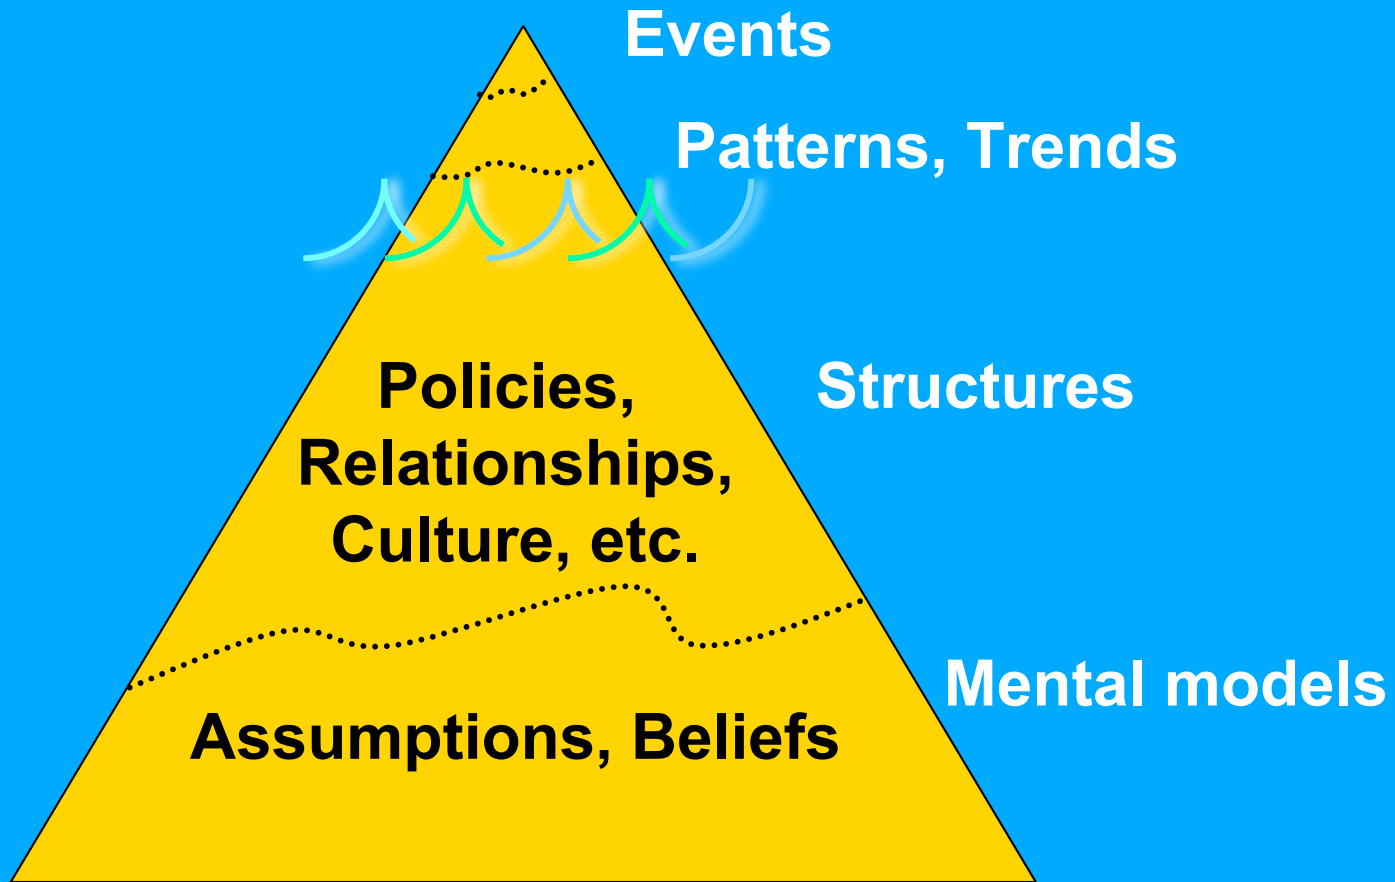 Events
Patterns, Trends
Policies,
Structures
Relationships,
Culture, etc.
Mental models
Assumptions, Beliefs